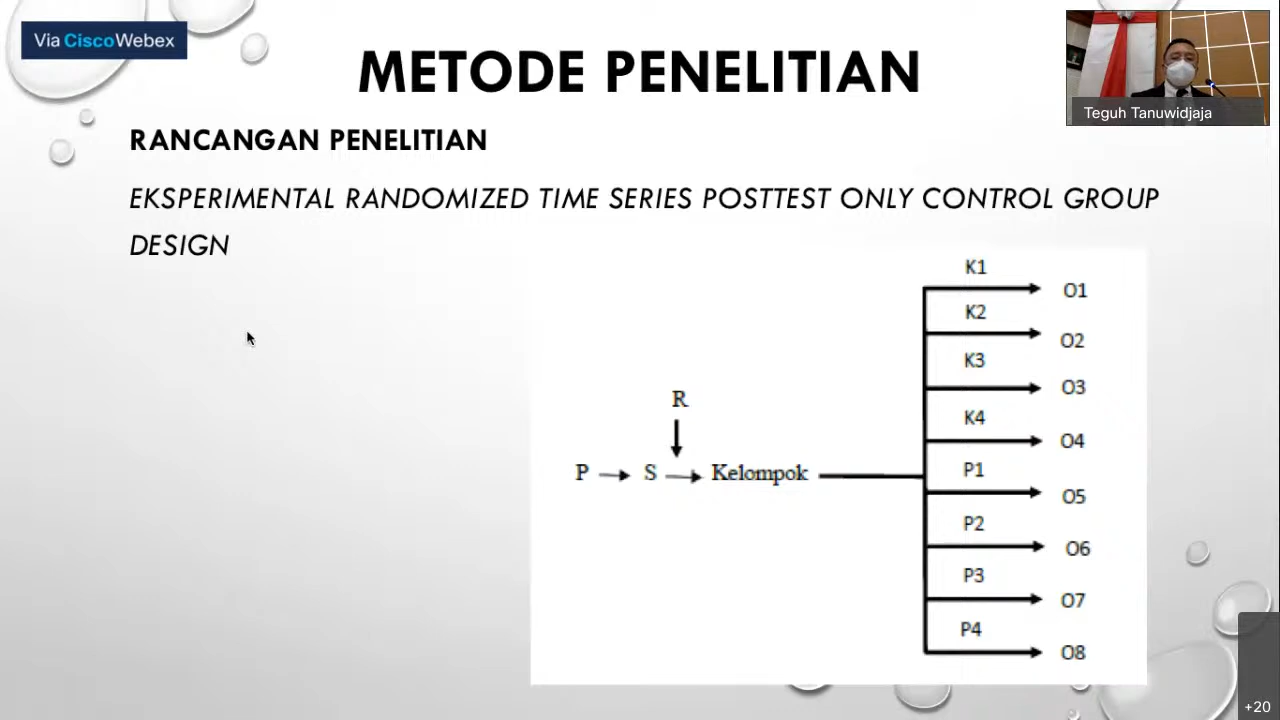 Via CiscoWebex
METODE PENELITIAN
Teguh Tanuwidjaja
RANCANGAN PENELITIAN
EKSPERIMENTAL RANDOMIZED TIME SERIES POSTTEST ONLY CONTROL GROUP
DESIGN
K1
O1
K2
O2
K3
O3
R
K4
O4
P
S
Kelompok
P1
O5
P2
O6
P3
O7
P4
O8
+20